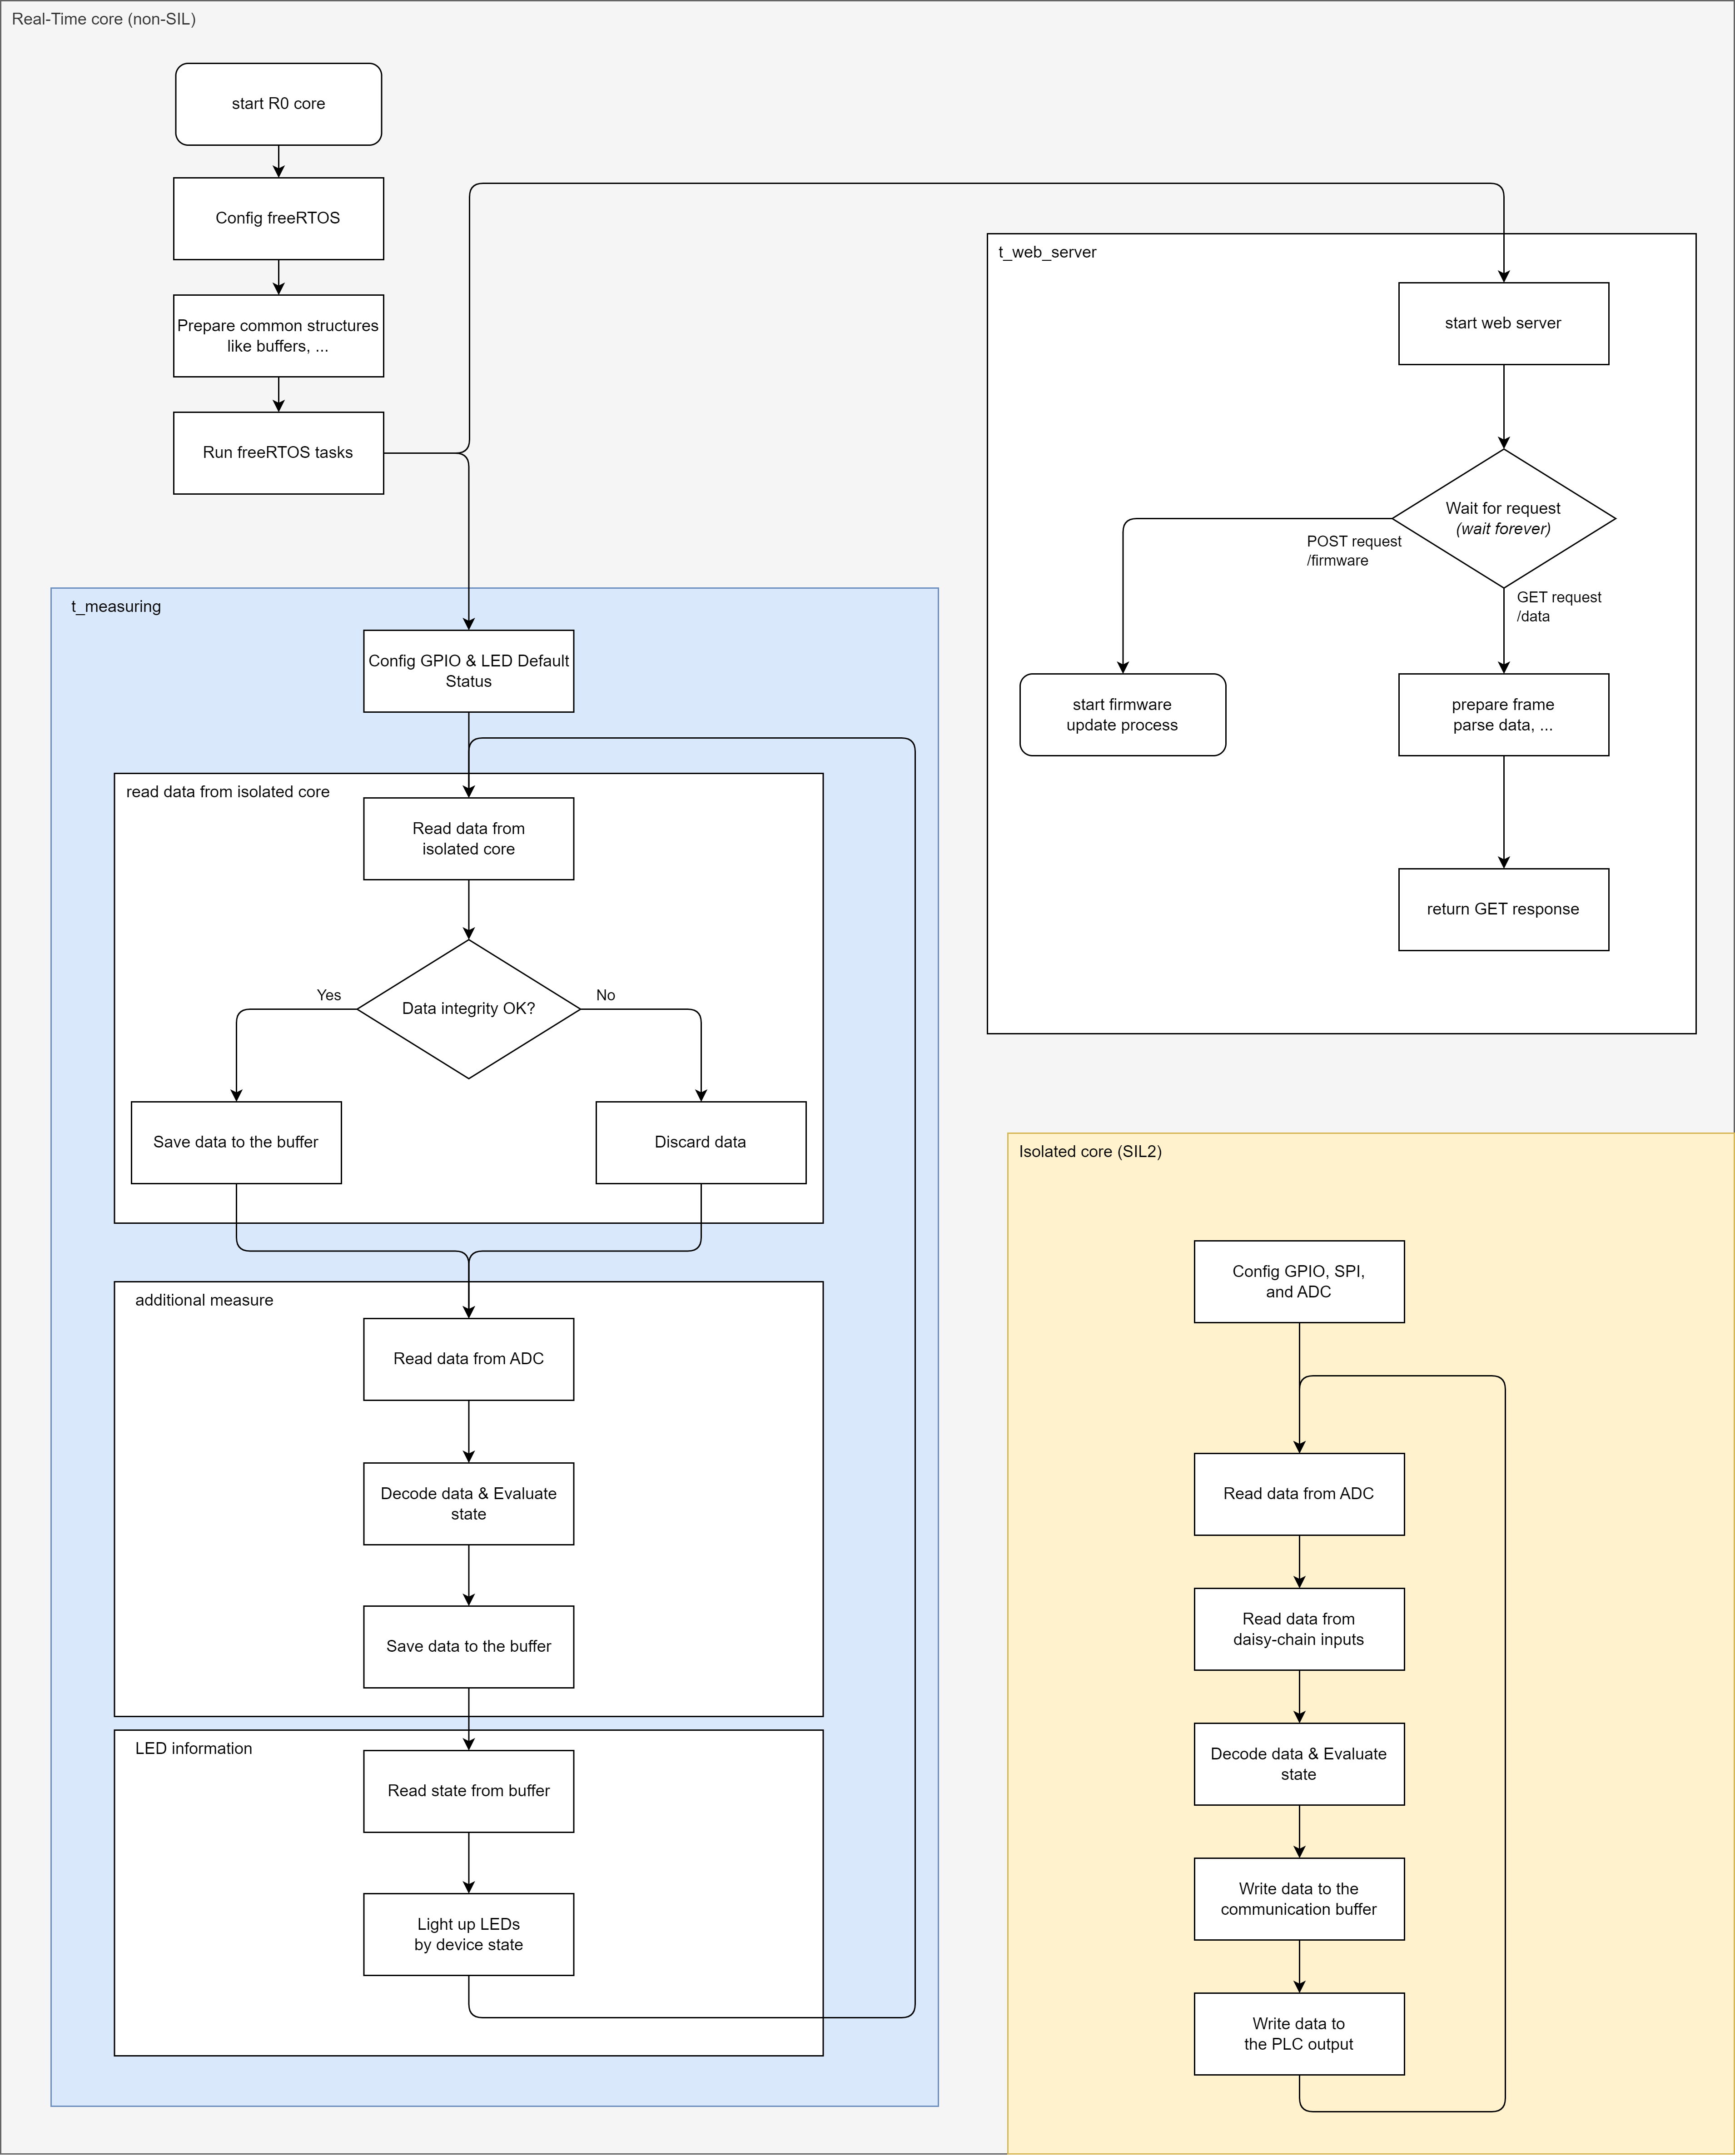 Real-Time core (non-SIL)
start R0 core
Config freeRTOS
Prepare common structures
like buffers, ...
Run freeRTOS tasks
t_web_server
start web server
Wait for request
(wait forever)
POST request
/firmware
GET request
/data
start firmware
update process
prepare frame
parse data, ...
return GET response
t_measuring
Config GPIO & LED Default
Status
read data from isolated core
Read data from
isolated core
Data integrity OK?
Yes
No
Save data to the buffer
Discard data
additional measure
Read data from ADC
Decode data & Evaluate
state
Save data to the buffer
LED information
Read state from buffer
Light up LEDs
by device state
Isolated core (SIL2)
Config GPIO, SPI,
and ADC
Read data from ADC
Read data from
daisy-chain inputs
Decode data & Evaluate
state
Write data to the
communication buffer
Write data to
the PLC output